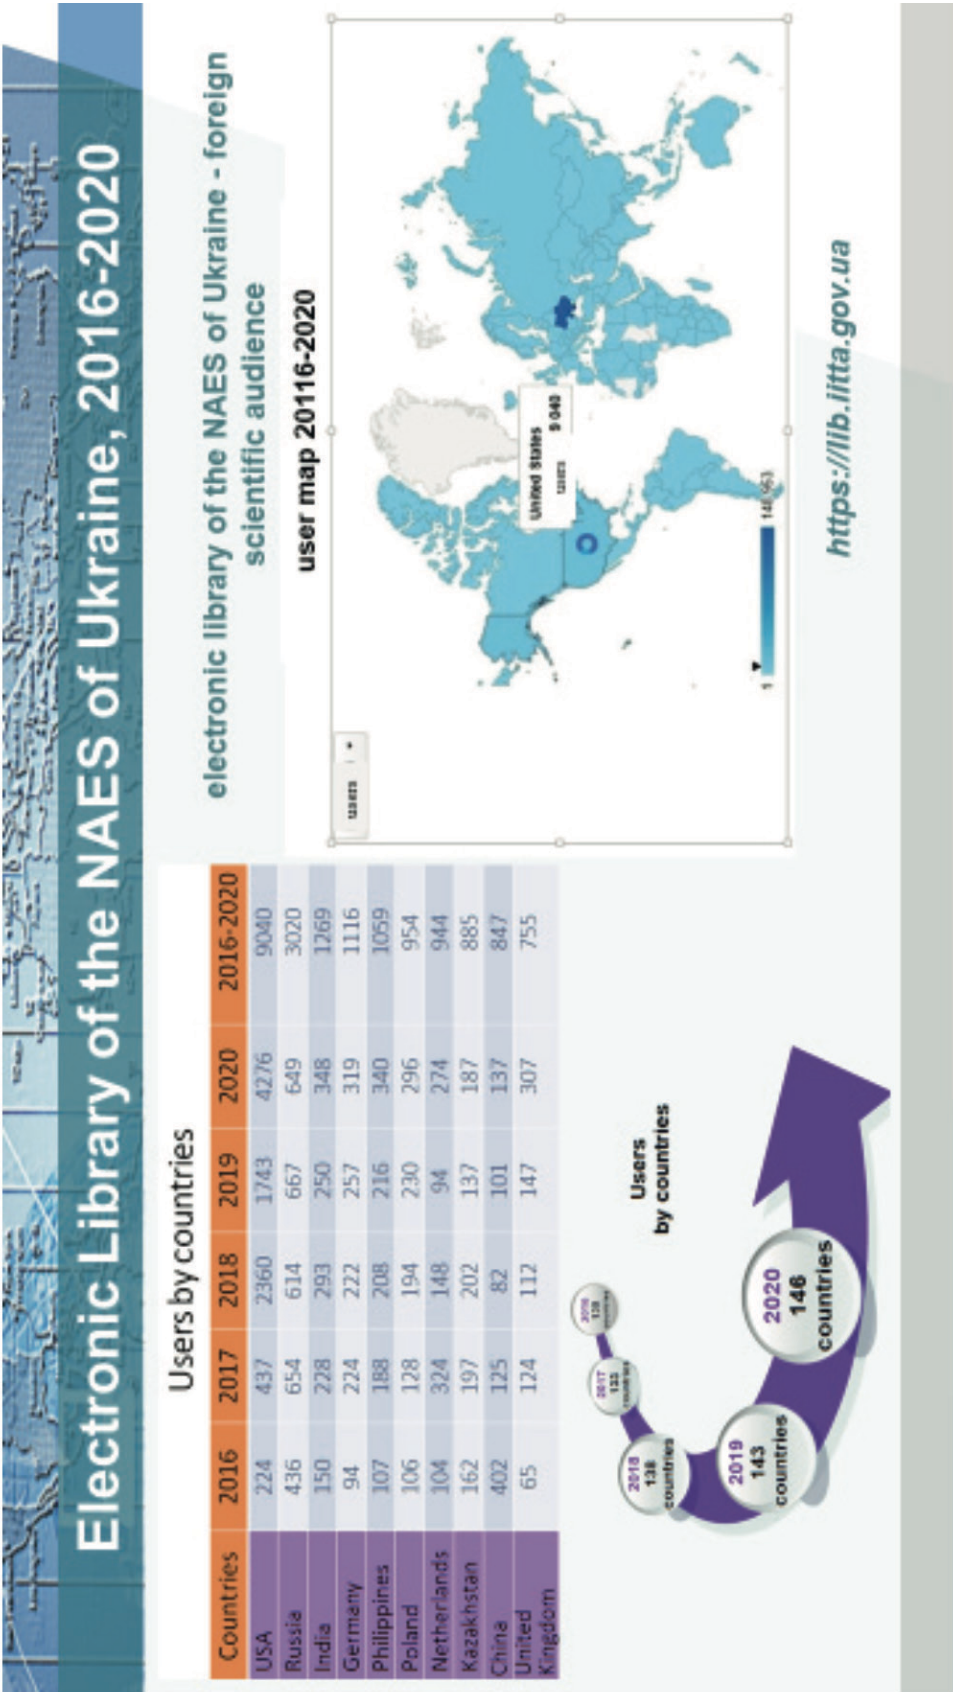 Electronic Library of the NAES of Ukraine, 2016-2020
Users by countries
Countries 2016 2017 2018 2019 2020 2016-2020
USA 224 437 2360 1743 4276 9040
Russia 436 654 614 667 649 3020
India 150 228 293 250 348 1269
Germany 94 224 222 257 319 1116
Philippines 107 188 208 216 340 1059
Poland 106 128 194 230 296 954
Netherlands 104 324 148 94 274 944
Kazakhstan 162 197 202 137 187 885
China 402 125 82 101 137 847
United Kingdom 65 124 112 147 307 755
electronic library of the NAES of Ukraine - foreign
scientific audience
user map 20116-2020
users
United States
users 9 040
1
https://lib.iitta.gov.ua
Users
by countries
2017
countries
2018
138
countries
2019
143
countries
2020
146
countries